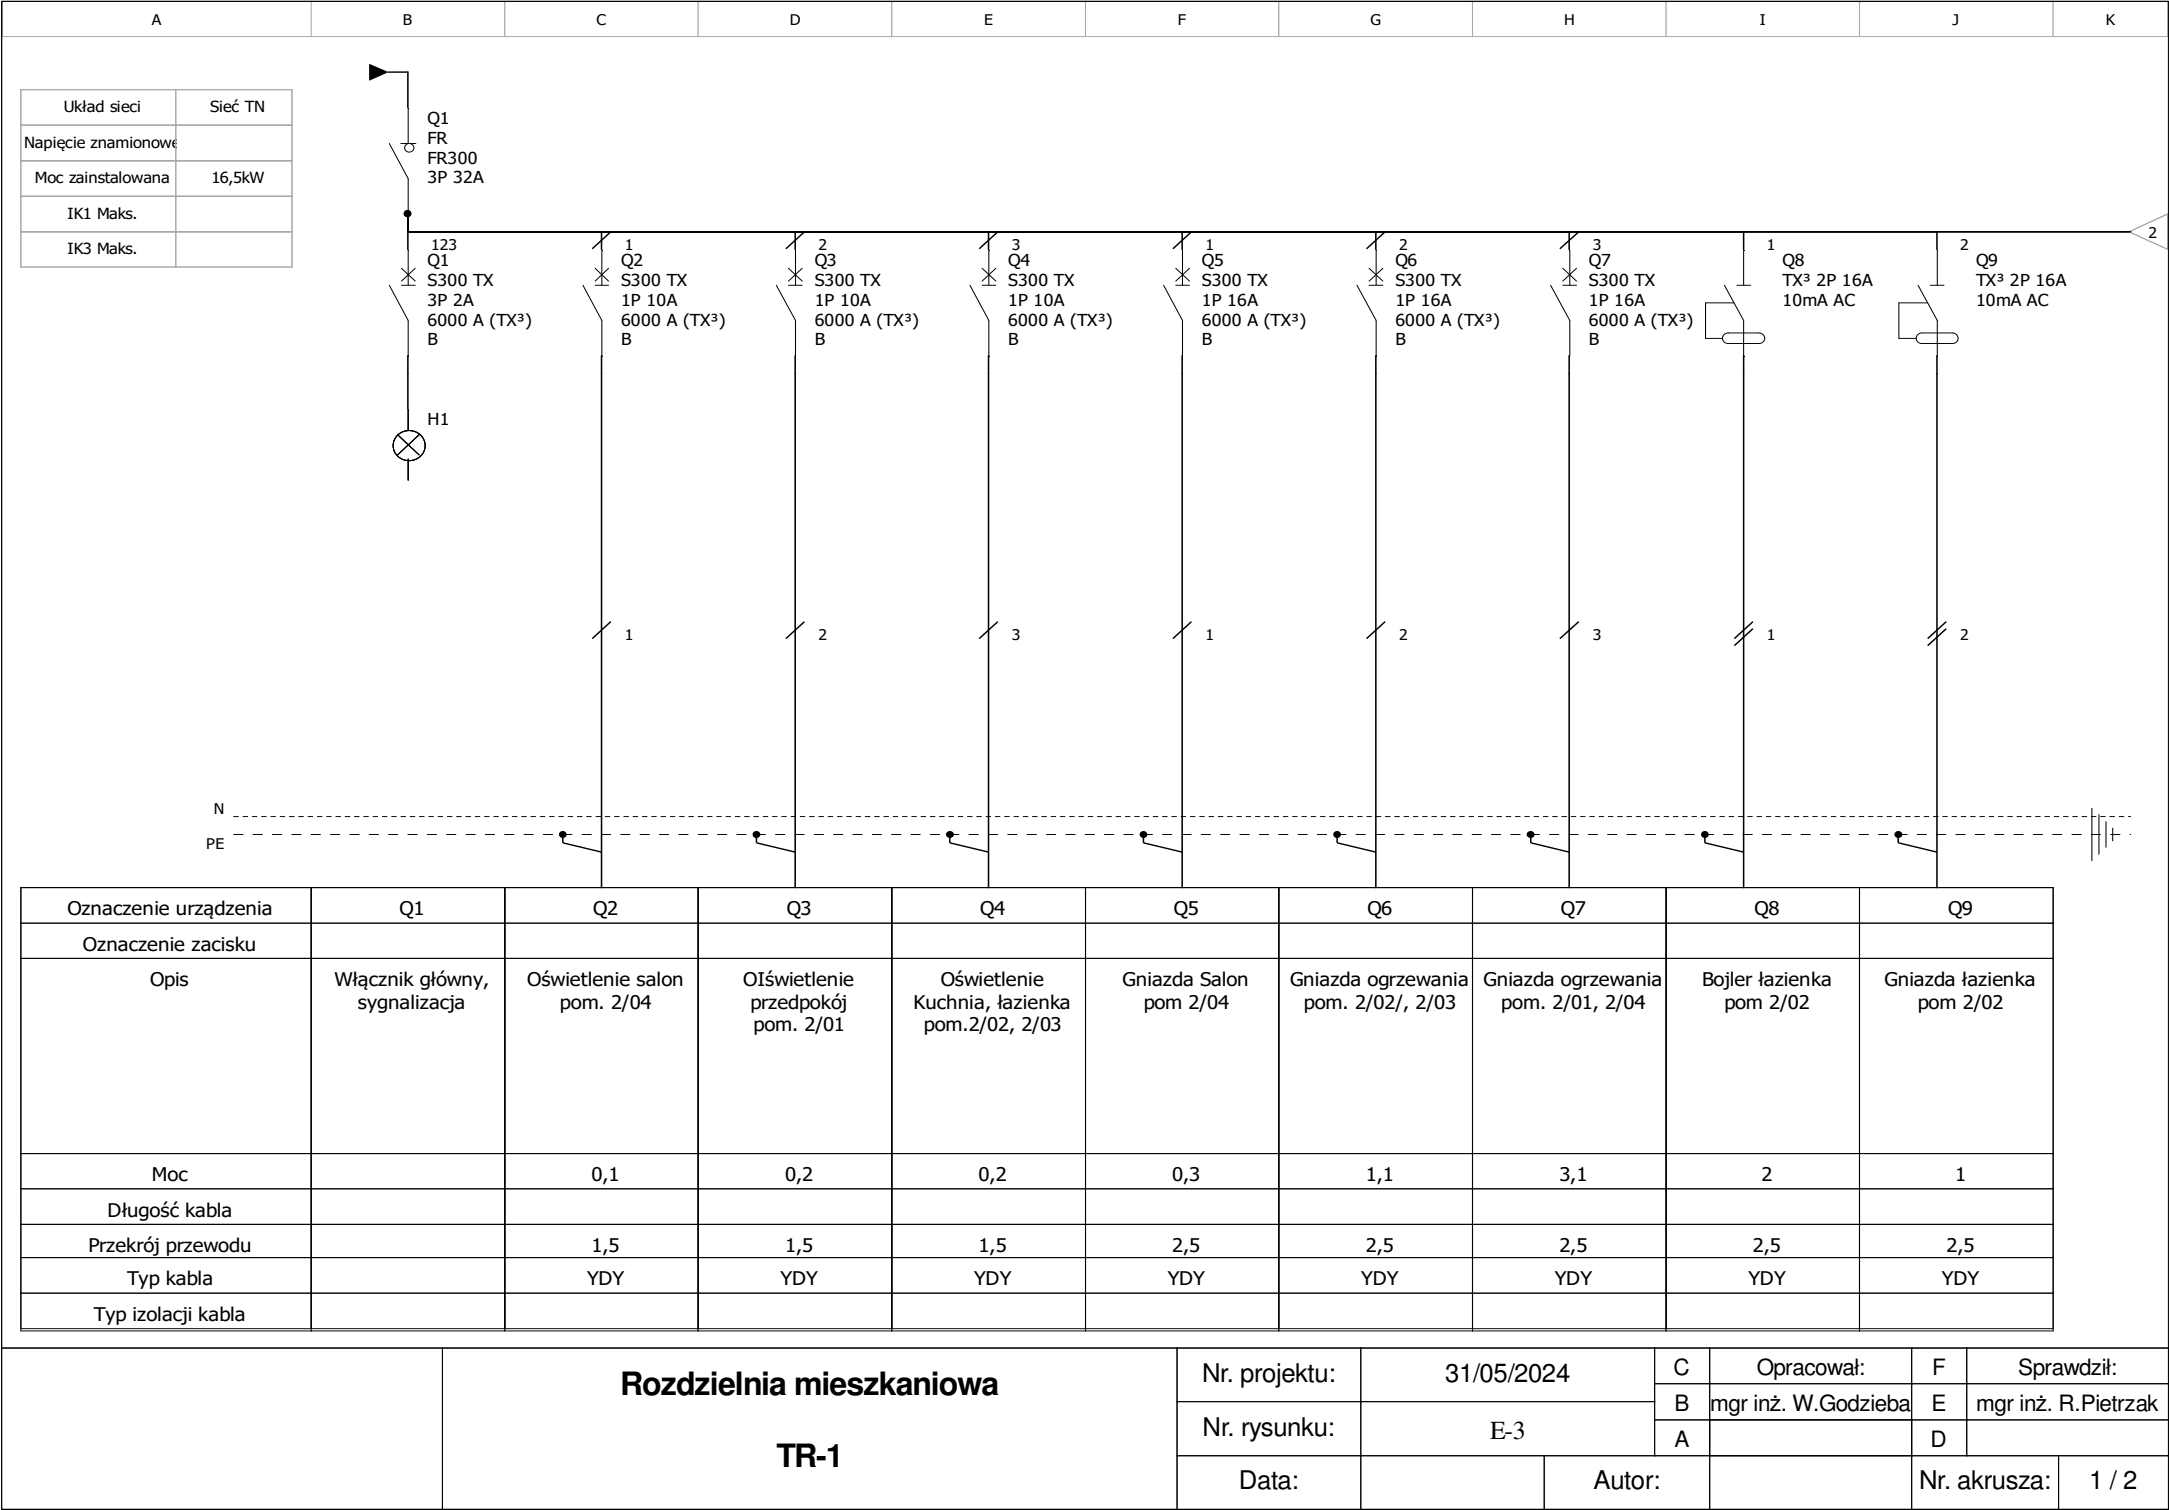 A B C D E F G H I J K
Układ sieci Sieć TN
Napięcie znamionowe
Moc zainstalowana 16,5kW
IK1 Maks.
IK3 Maks.
Q1
FR
FR300
3P 32A
2
123
Q1
S300 TX
3P 2A
6000 A (TX³)
B
1
Q2
S300 TX
1P 10A
6000 A (TX³)
B
2
Q3
S300 TX
1P 10A
6000 A (TX³)
B
3
Q4
S300 TX
1P 10A
6000 A (TX³)
B
1
Q5
S300 TX
1P 16A
6000 A (TX³)
B
2
Q6
S300 TX
1P 16A
6000 A (TX³)
B
3
Q7
S300 TX
1P 16A
6000 A (TX³)
B
1
Q8
TX³ 2P 16A
10mA AC
2
Q9
TX³ 2P 16A
10mA AC
H1
1 2 3 1 2 3 1 2
N
PE
Oznaczenie urządzenia Q1 Q2 Q3 Q4 Q5 Q6 Q7 Q8 Q9
Oznaczenie zacisku
Opis
Włącznik główny,
sygnalizacja
Oświetlenie salon
pom. 2/04
OIświetlenie
przedpokój
pom. 2/01
Oświetlenie
Kuchnia, łazienka
pom.2/02, 2/03
Gniazda Salon
pom 2/04
Gniazda ogrzewania
pom. 2/02/, 2/03
Gniazda ogrzewania
pom. 2/01, 2/04
Bojler łazienka
pom 2/02
Gniazda łazienka
pom 2/02
Moc 0,1 0,2 0,2 0,3 1,1 3,1 2 1
Długość kabla
Przekrój przewodu 1,5 1,5 1,5 2,5 2,5 2,5 2,5 2,5
Typ kabla YDY YDY YDY YDY YDY YDY YDY YDY
Typ izolacji kabla
Rozdzielnia mieszkaniowa
TR-1
Nr. projektu: 31/05/2024
Nr. rysunku: E-3
Data: Autor:
C Opracował: F Sprawdził:
B mgr inż. W.Godzieba E mgr inż. R.Pietrzak
A D
Nr. akrusza: 1 / 2